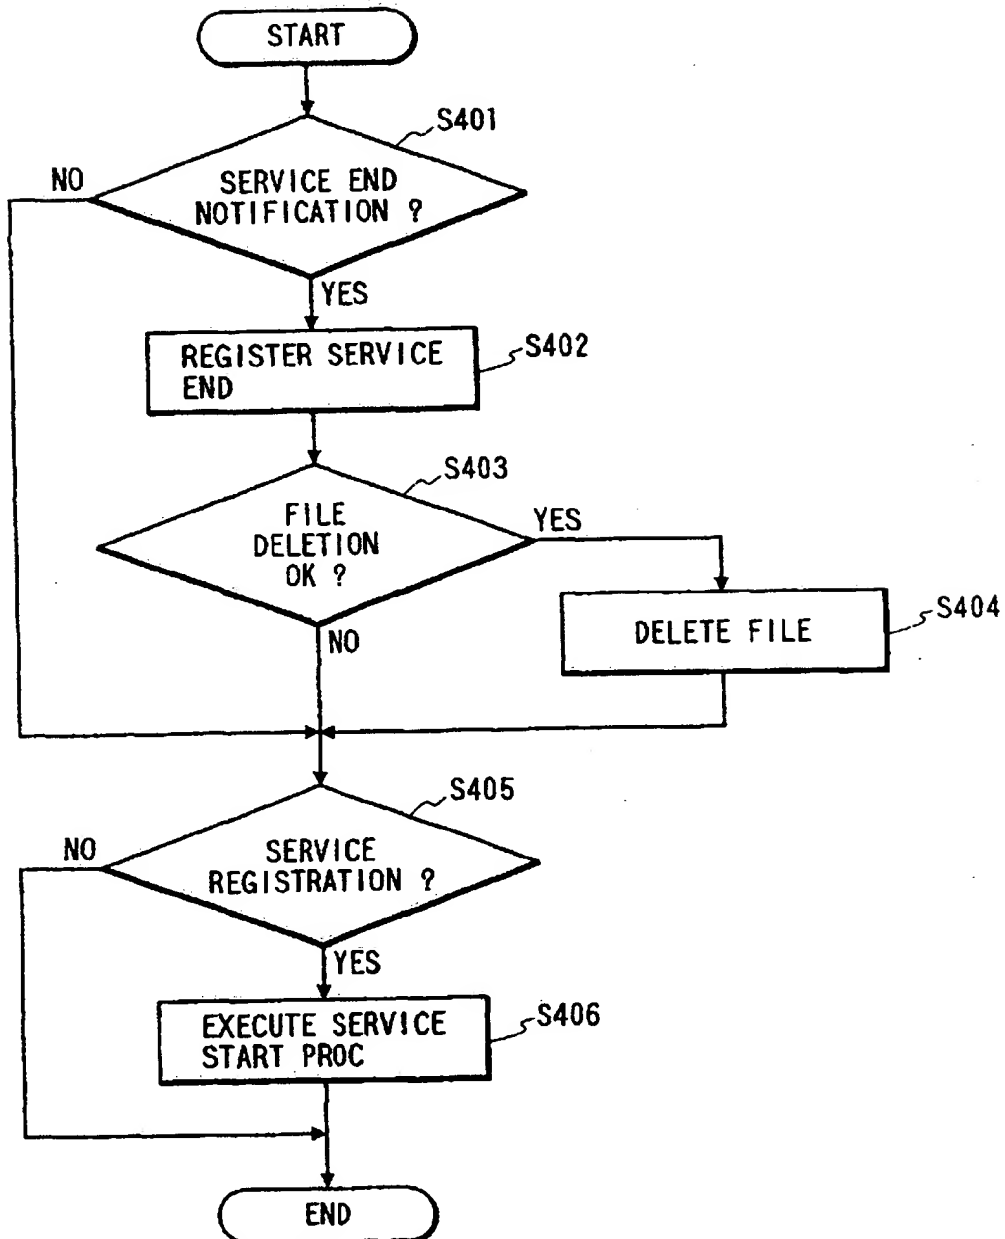 START
S401
NO
SERVICE END
NOTIFICATION ?
YES
REGISTER SERVICE
END
S402
S403
FILE
DELETION
OK ?
YES
NO
DELETE FILE
S404
S405
NO
SERVICE
REGISTRATION ?
YES
EXECUTE SERVICE
START PROC
S406
END